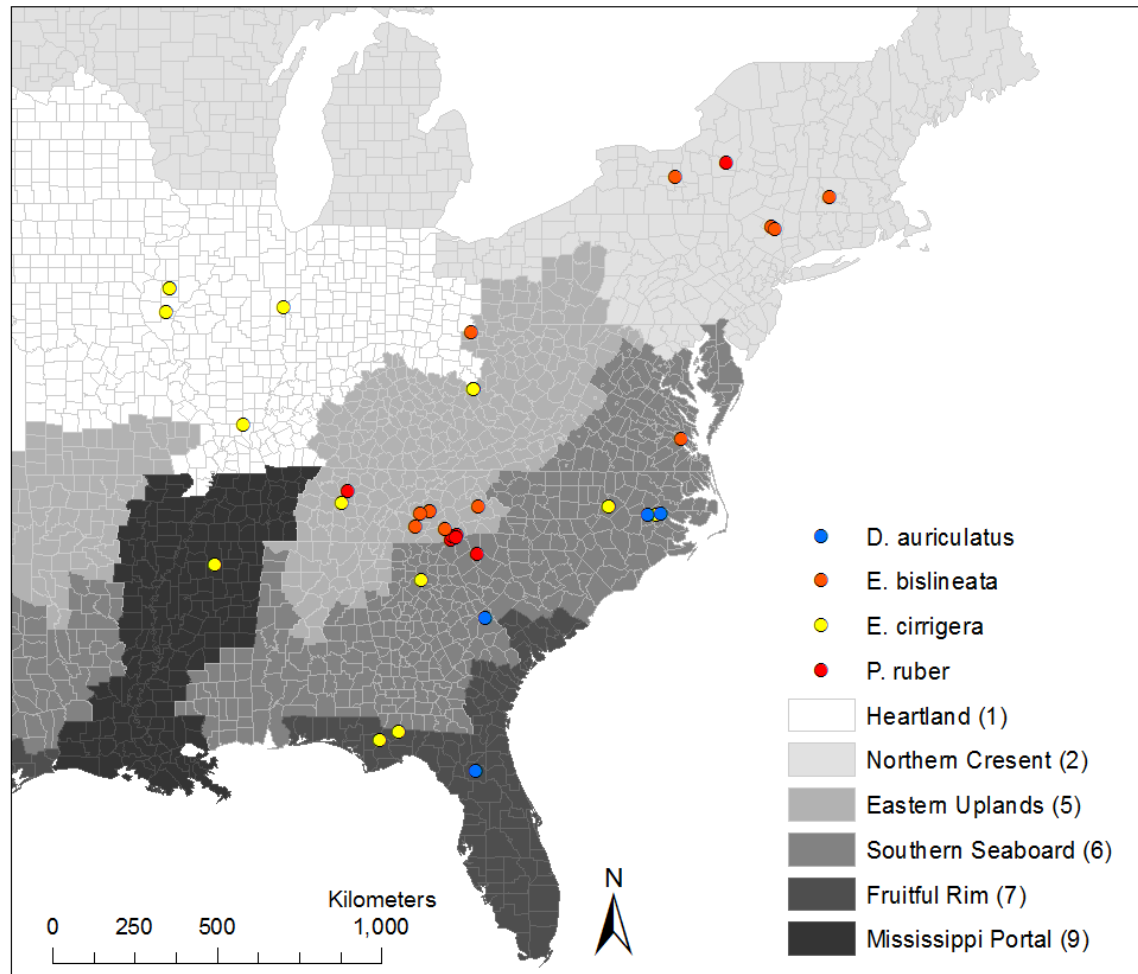 D. auriculatus
E. bislineata
E. cirrigera
P. ruber
Heartland (1)
Northern Cresent (2)
Eastern Uplands (5)
Southern Seaboard (6)
Fruitful Rim (7)
Mississippi Portal (9)
Kilometers
0 250 500 1,000
N